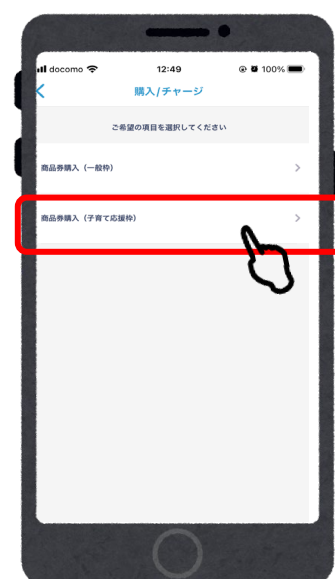 docomo 12:49 100%
購入/チャージ
ご希望の項目を選択してください
商品券購入（一般枠）
商品券購入（子育て応援枠）